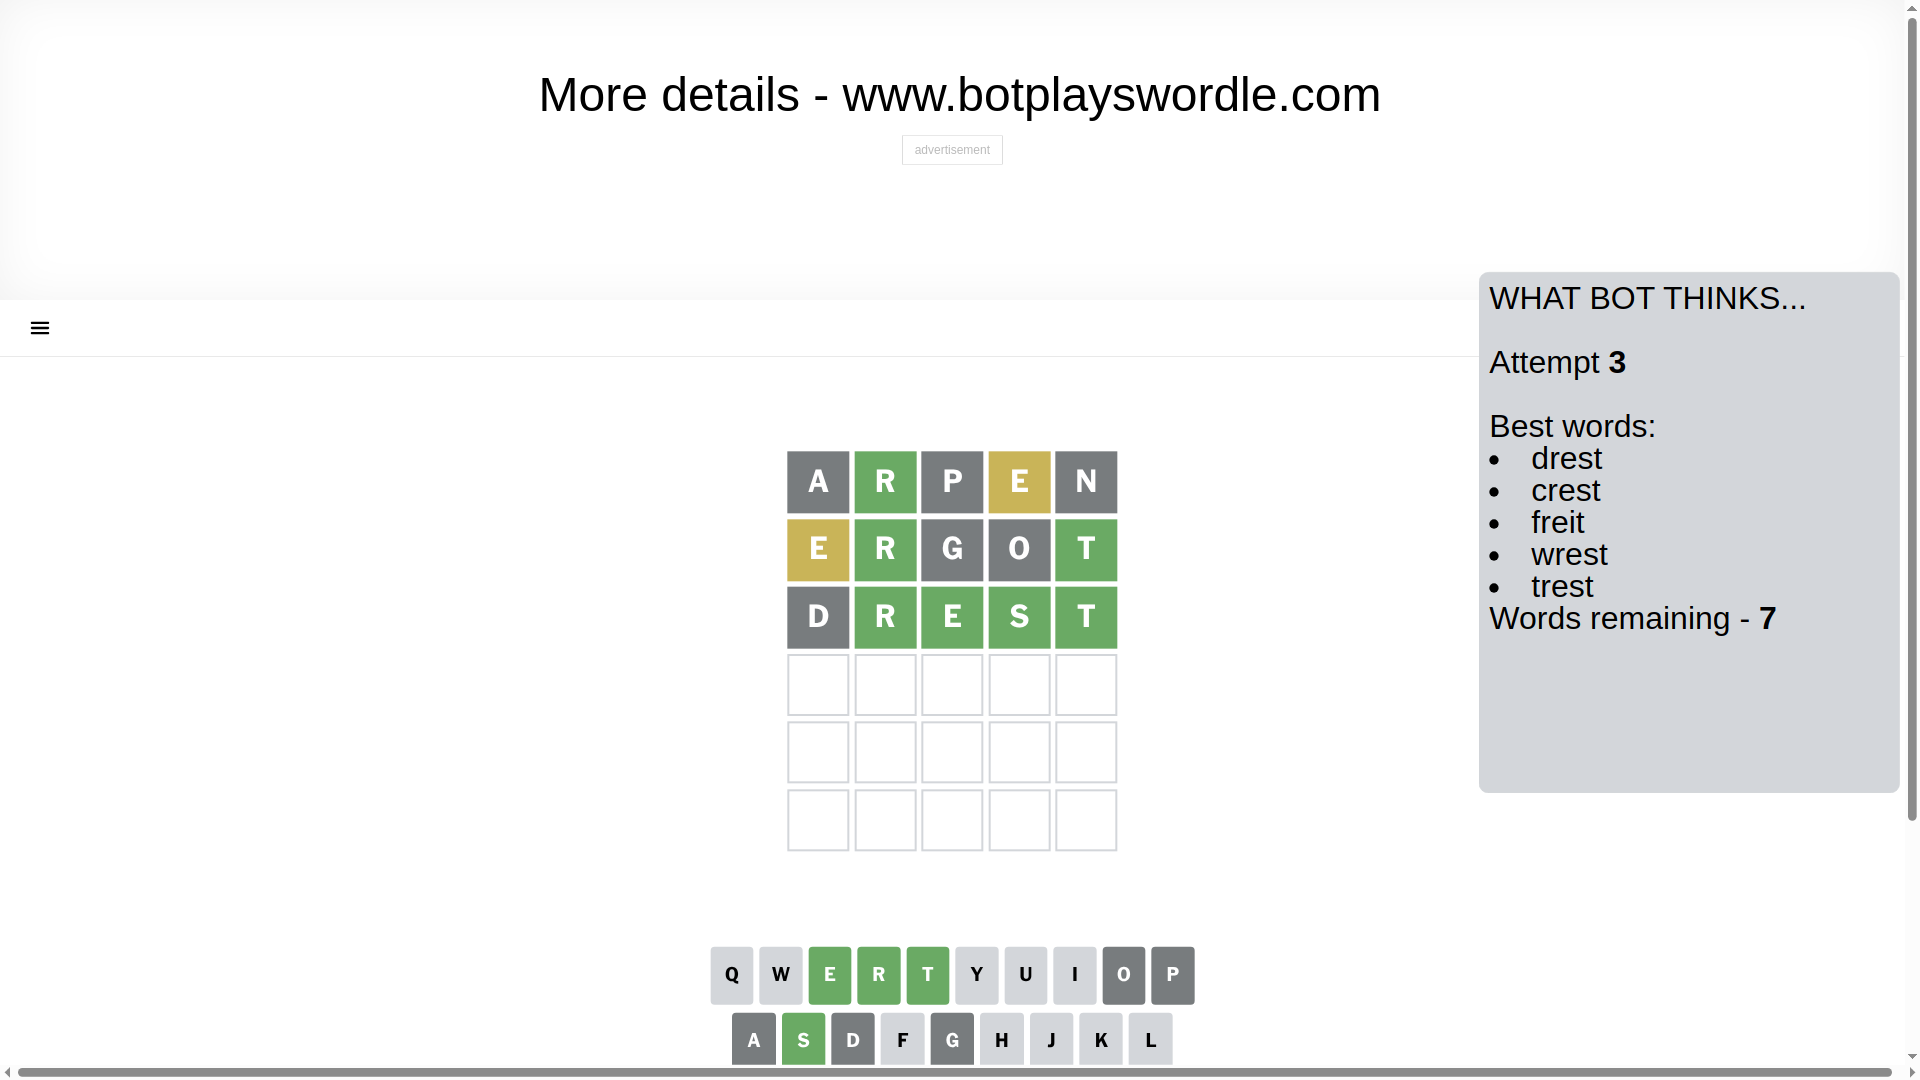 More details - www.botplayswordle.com
advertisement
WHAT BOT THINKS...
Attempt 3
Best words:
• drest
• crest
• freit
• wrest
• trest
Words remaining - 7
A R P E N
E R G O T
D R E S T
Q W E R T Y U I O P
A S D F G H J K L